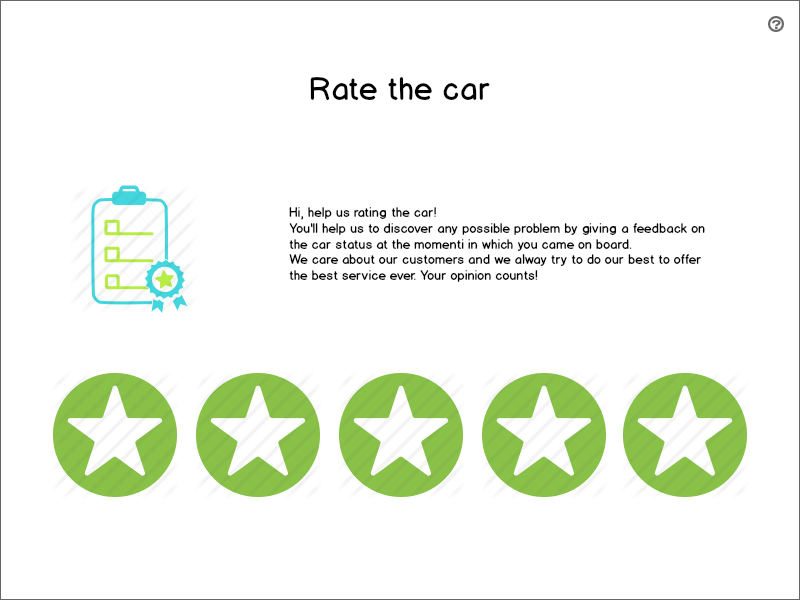 Rate the car
Hi, help us rating the car!
You'll help us to discover any possible problem by giving a feedback on
the car status at the momenti in which you came on board.
We care about our customers and we alway try to do our best to offer
the best service ever. Your opinion counts!